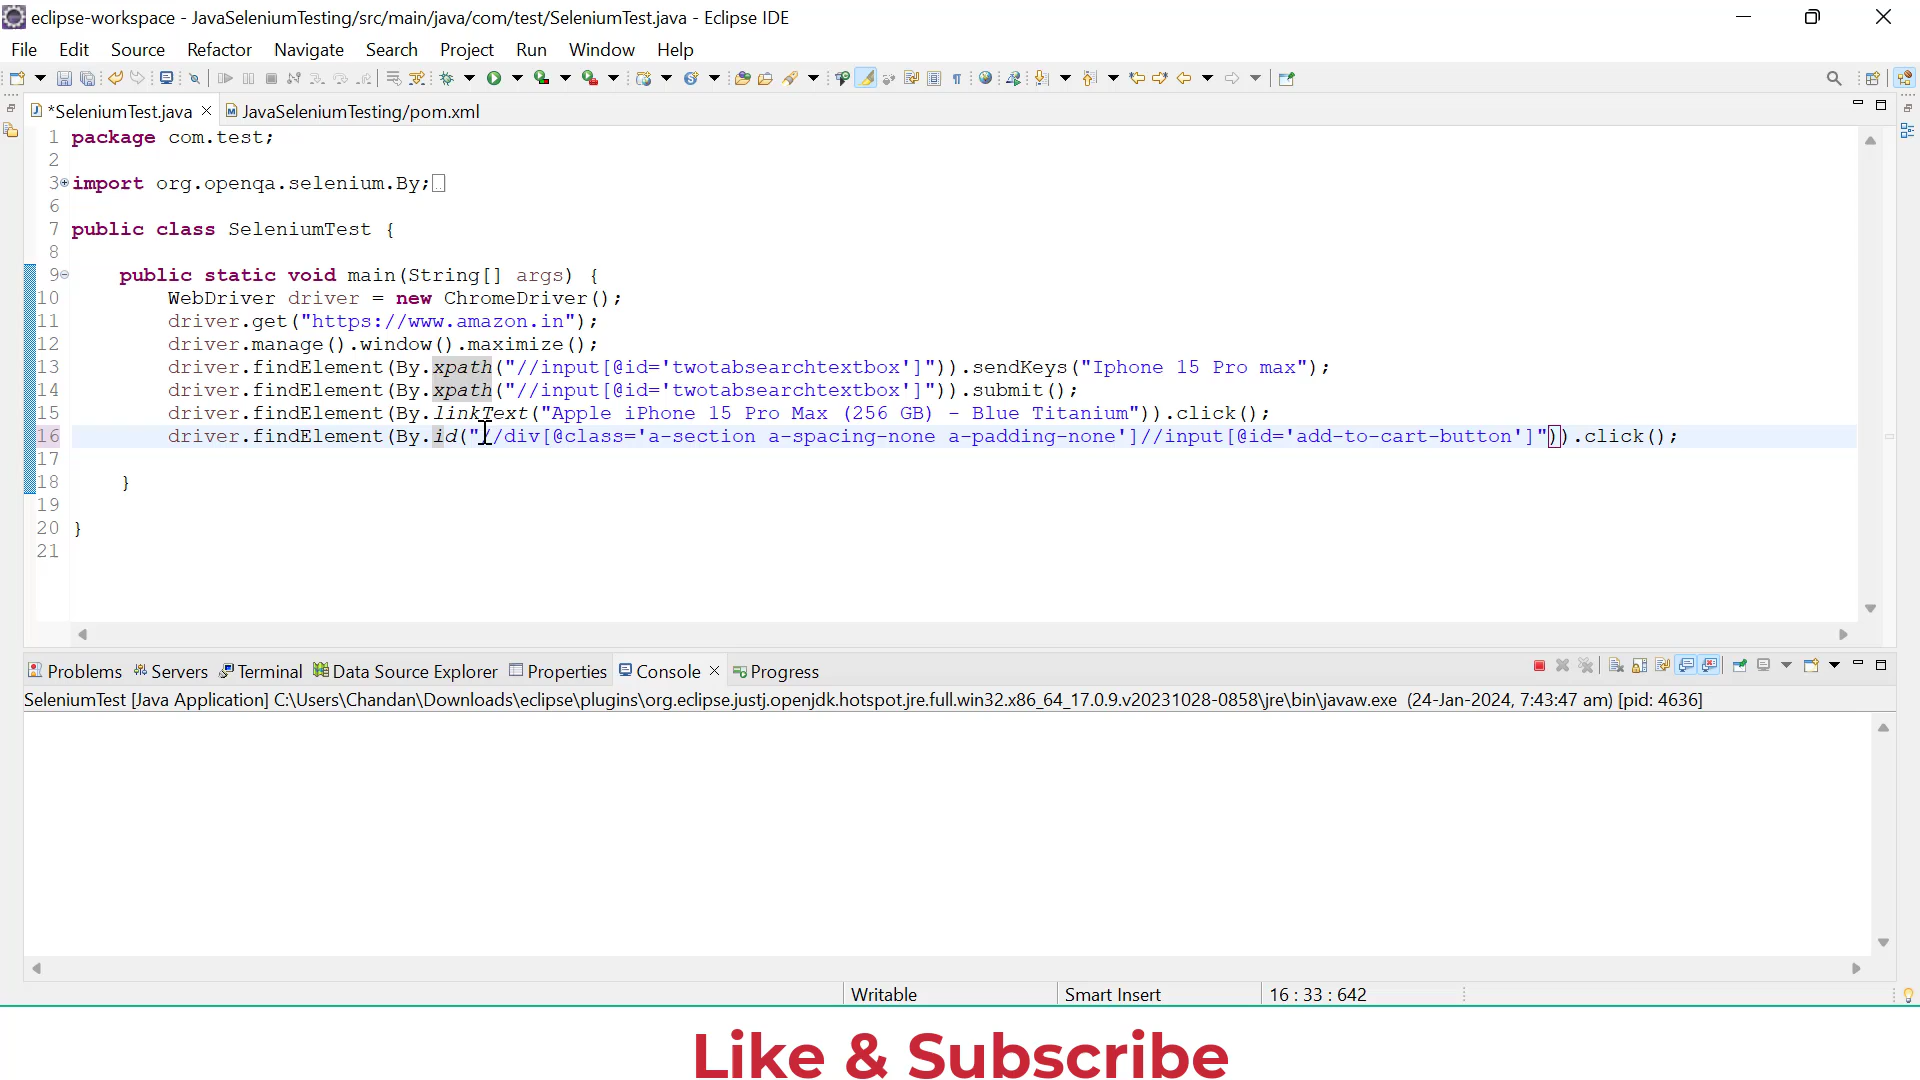 eclipse-workspace - JavaSeleniumTesting/src/main/java/com/test/SeleniumTest.java - Eclipse IDE
File Edit Source Refactor Navigate Search Project Run Window Help
*SeleniumTest.java JavaSeleniumTesting/pom.xml
1 package com.test;
2
3 import org.openqa.selenium.By;
6
7 public class SeleniumTest {
8
9 public static void main(String[] args) {
10 WebDriver driver = new ChromeDriver();
11 driver.get("https://www.amazon.in");
12 driver.manage().window().maximize();
13 driver.findElement(By.xpath("//input[@id='twotabsearchtextbox']")).sendKeys("Iphone 15 Pro max");
14 driver.findElement(By.xpath("//input[@id='twotabsearchtextbox']")).submit();
15 driver.findElement(By.linkText("Apple iPhone 15 Pro Max (256 GB) - Blue Titanium")).click();
16 driver.findElement(By.id("//div[@class='a-section a-spacing-none a-padding-none']//input[@id='add-to-cart-button']")).click();
17
18 }
19
20 }
21
Problems Servers Terminal Data Source Explorer Properties Console Progress
SeleniumTest [Java Application] C:\Users\Chandan\Downloads\eclipse\plugins\org.eclipse.justj.openjdk.hotspot.jre.full.win32.x86_64_17.0.9.v20231028-0858\jre\bin\javaw.exe (24-Jan-2024, 7:43:47 am) [pid: 4636]
Writable Smart Insert 16 : 33 : 642
Like & Subscribe